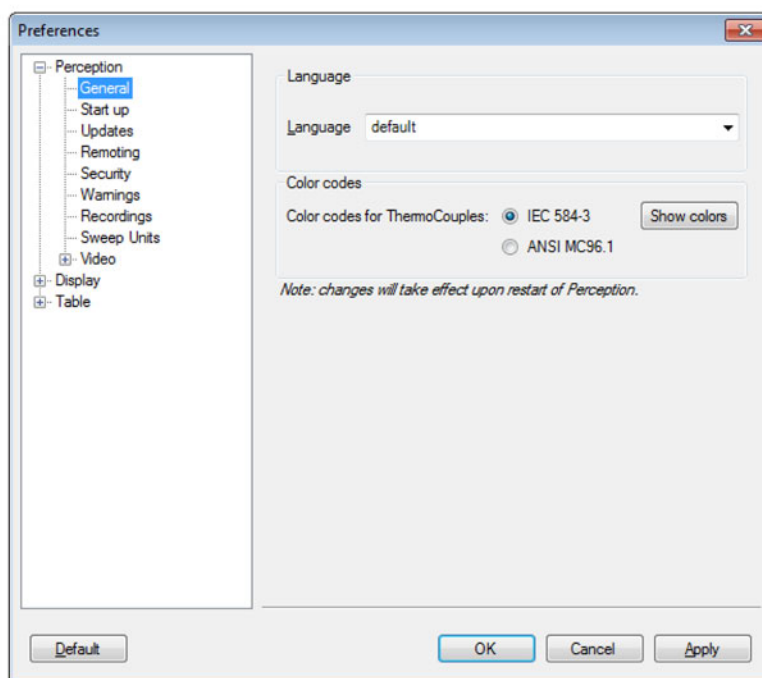 Preferences
Perception
General
Start up
Updates
Remoting
Security
Warnings
Recordings
Sweep Units
Video
Display
Table
Language
Language default
Color codes
Color codes for ThermoCouples: IEC 584-3 Show colors
ANSI MC96.1
Note: changes will take effect upon restart of Perception.
Default OK Cancel Apply